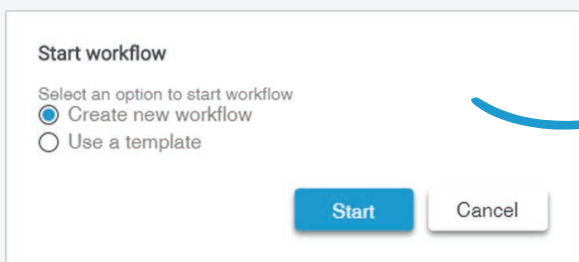 Start workflow
Select an option to start workflow
Create new workflow
Use a template
Start
Cancel